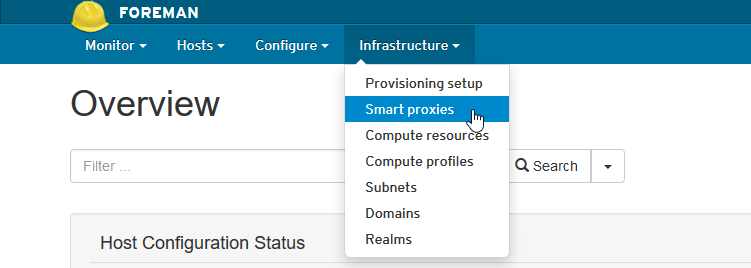 FOREMAN
Monitor Hosts Configure Infrastructure
Provisioning setup
Smart proxies
Compute resources
Compute profiles
Subnets
Domains
Realms
Overview
Filter ... Search
Host Configuration Status